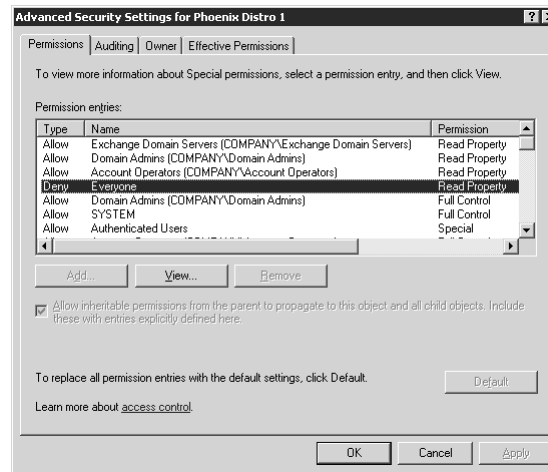 Advanced Security Settings for Phoenix Distro 1
Permissions Auditing Owner Effective Permissions
To view more information about Special permissions, select a permission entry, and then click View.
Permission entries:
Type Name Permission
Allow Exchange Domain Servers (COMPANY\Exchange Domain Servers) Read Property
Allow Domain Admins (COMPANY\Domain Admins) Read Property
Allow Account Operators (COMPANY\Account Operators) Read Property
Deny Everyone Read Property
Allow Domain Admins (COMPANY\Domain Admins) Full Control
Allow SYSTEM Full Control
Allow Authenticated Users Special
Add... View... Remove
Allow inheritable permissions from the parent to propagate to this object and all child objects. Include
these with entries explicitly defined here.
To replace all permission entries with the default settings, click Default.
Default
Learn more about access control.
OK Cancel Apply